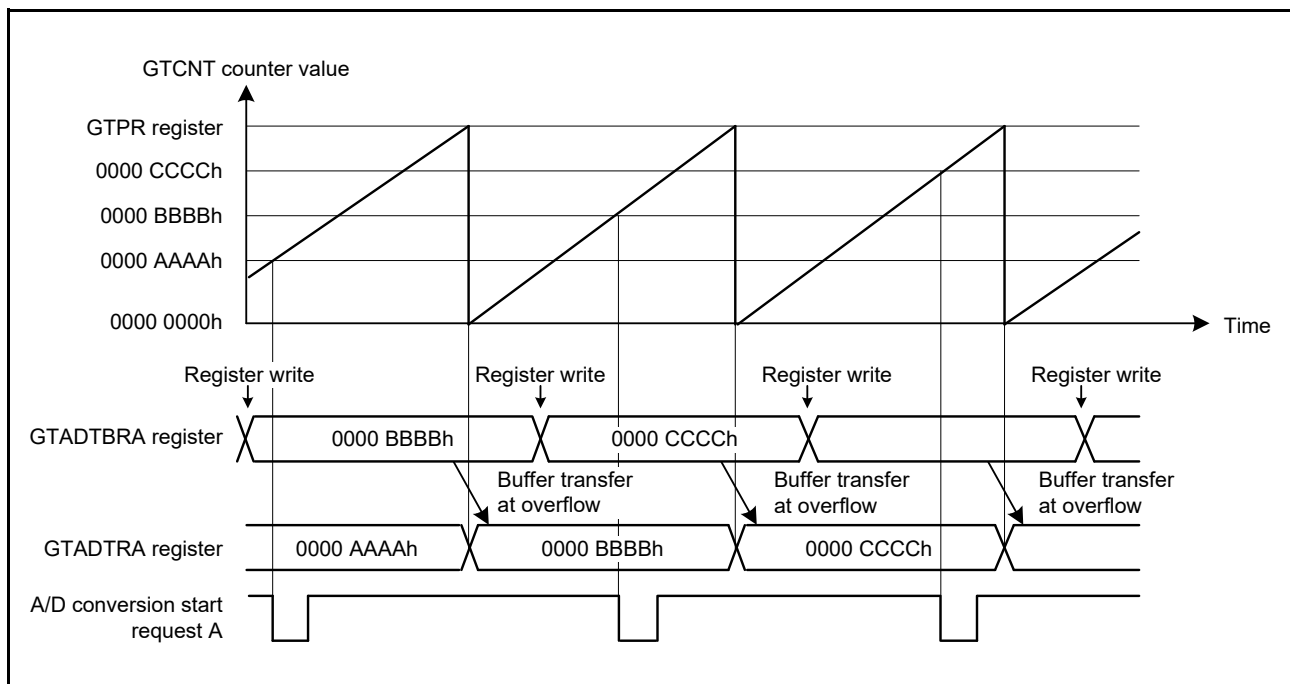 GTCNT counter value
GTPR register
0000 CCCCh
0000 BBBBh
0000 AAAAh
0000 0000h
Time
Register write
Register write
Register write
Register write
GTADTBRA register
0000 BBBBh
0000 CCCCh
Buffer transfer
at overflow
Buffer transfer
at overflow
Buffer transfer
at overflow
GTADTRA register
0000 AAAAh
0000 BBBBh
0000 CCCCh
A/D conversion start
request A